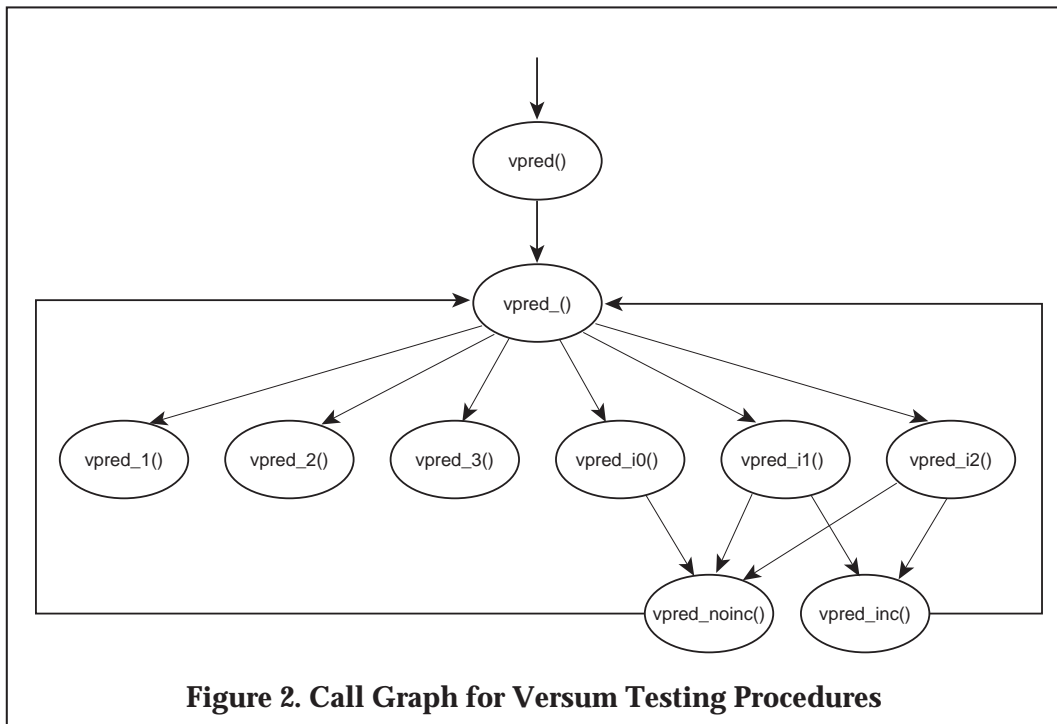 vpred()
vpred_()
vpred_1()
vpred_2()
vpred_3()
vpred_i0()
vpred_i1()
vpred_i2()
vpred_noinc()
vpred_inc()
Figure 2. Call Graph for Versum Testing Procedures